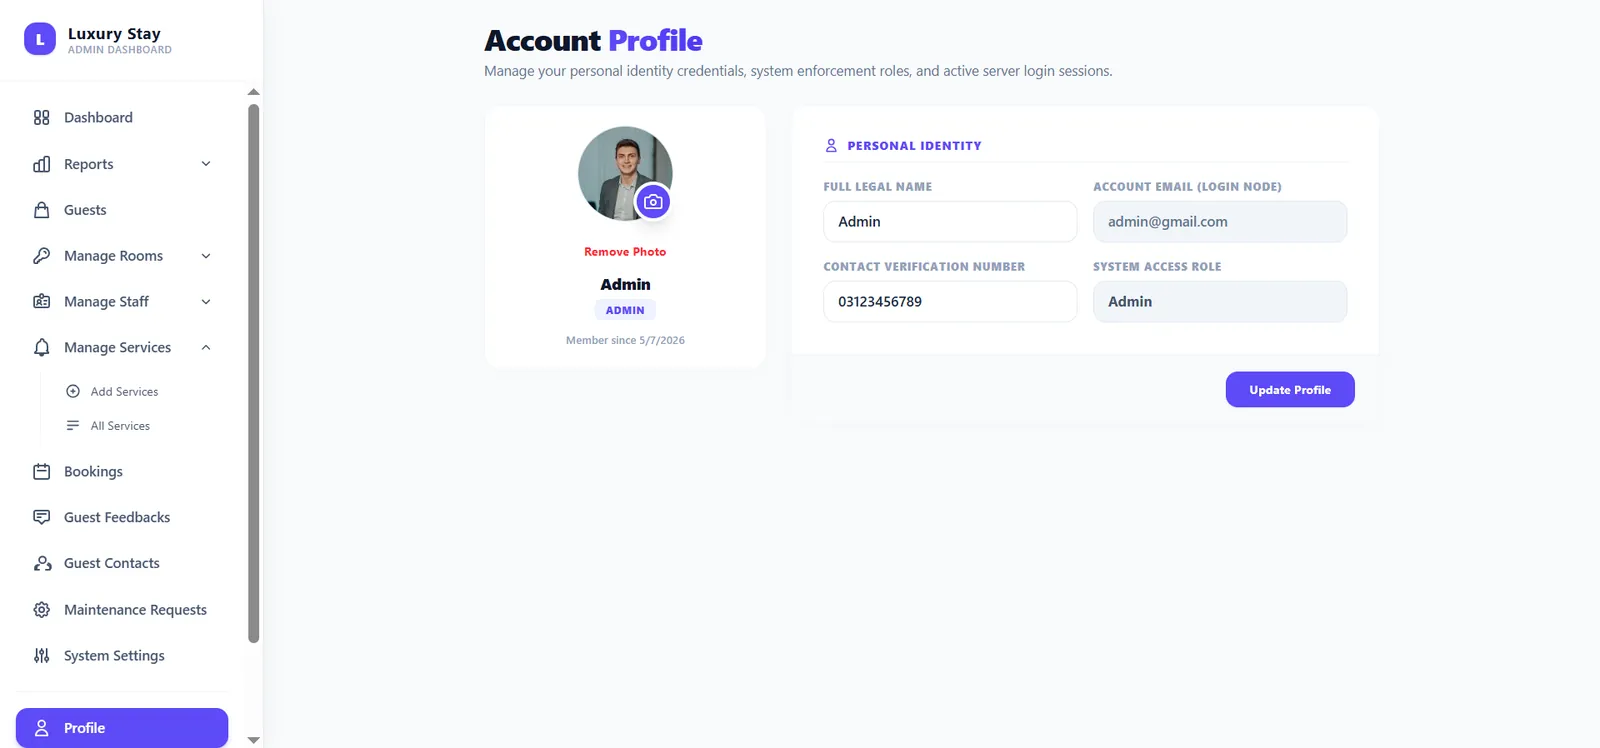 L
Luxury Stay
ADMIN DASHBOARD
Dashboard
Reports
Guests
Manage Rooms
Manage Staff
Manage Services
Add Services
All Services
Bookings
Guest Feedbacks
Guest Contacts
Maintenance Requests
System Settings
Profile
Account Profile
Manage your personal identity credentials, system enforcement roles, and active server login sessions.
Remove Photo
Admin
ADMIN
Member since 5/7/2026
PERSONAL IDENTITY
FULL LEGAL NAME
Admin
ACCOUNT EMAIL (LOGIN NODE)
admin@gmail.com
CONTACT VERIFICATION NUMBER
03123456789
SYSTEM ACCESS ROLE
Admin
Update Profile